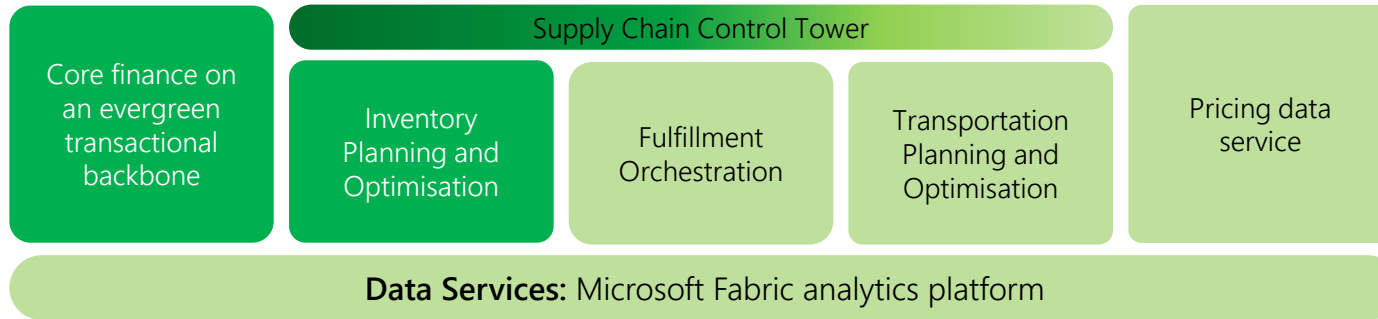 Core finance on
an evergreen
transactional
backbone
Supply Chain Control Tower
Inventory
Planning and
Optimisation
Fulfillment
Orchestration
Transportation
Planning and
Optimisation
Pricing data
service
Data Services: Microsoft Fabric analytics platform